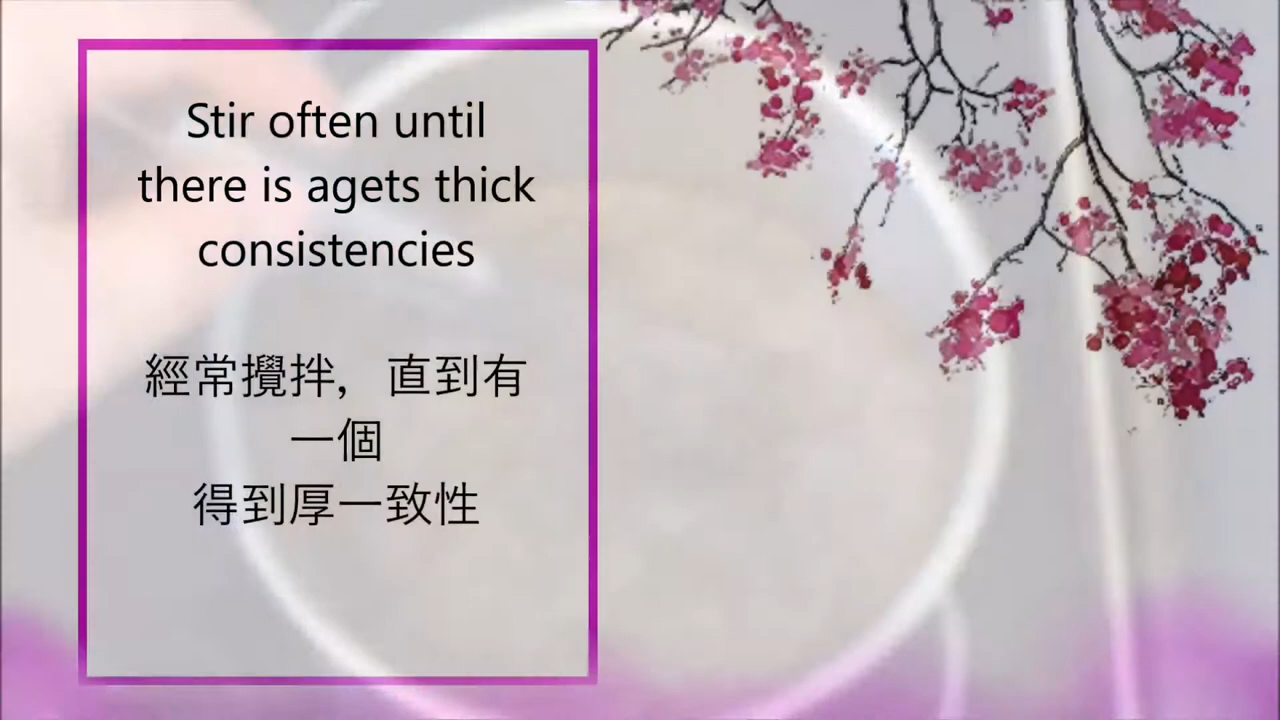 Stir often until
there is agets thick
consistencies
經常攪拌，直到有
一個
得到厚一致性